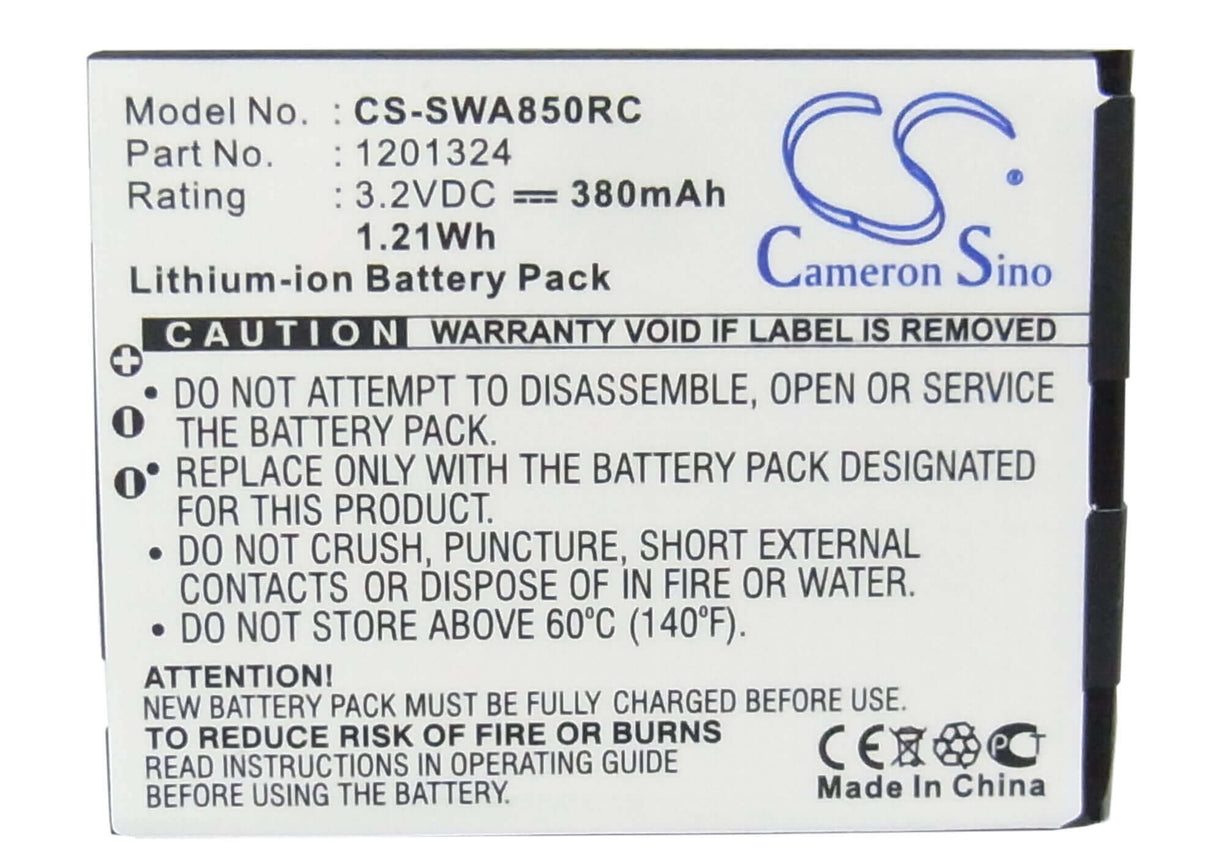 Model No. : CS-SWA850RC
Part No. : 1201324
Rating : 3.2VDC ⎓ 380mAh
1.21Wh
Lithium-ion Battery Pack
CS
Cameron Sino
CAUTION WARRANTY VOID IF LABEL IS REMOVED
• DO NOT ATTEMPT TO DISASSEMBLE, OPEN OR SERVICE
THE BATTERY PACK.
• REPLACE ONLY WITH THE BATTERY PACK DESIGNATED
FOR THIS PRODUCT.
• DO NOT CRUSH, PUNCTURE, SHORT EXTERNAL
CONTACTS OR DISPOSE OF IN FIRE OR WATER.
• DO NOT STORE ABOVE 60ºC (140ºF).
ATTENTION!
NEW BATTERY PACK MUST BE FULLY CHARGED BEFORE USE.
TO REDUCE RISK OF FIRE OR BURNS
READ INSTRUCTIONS IN OPERATING GUIDE
BEFORE USING THE BATTERY.
CE PCT
Made In China